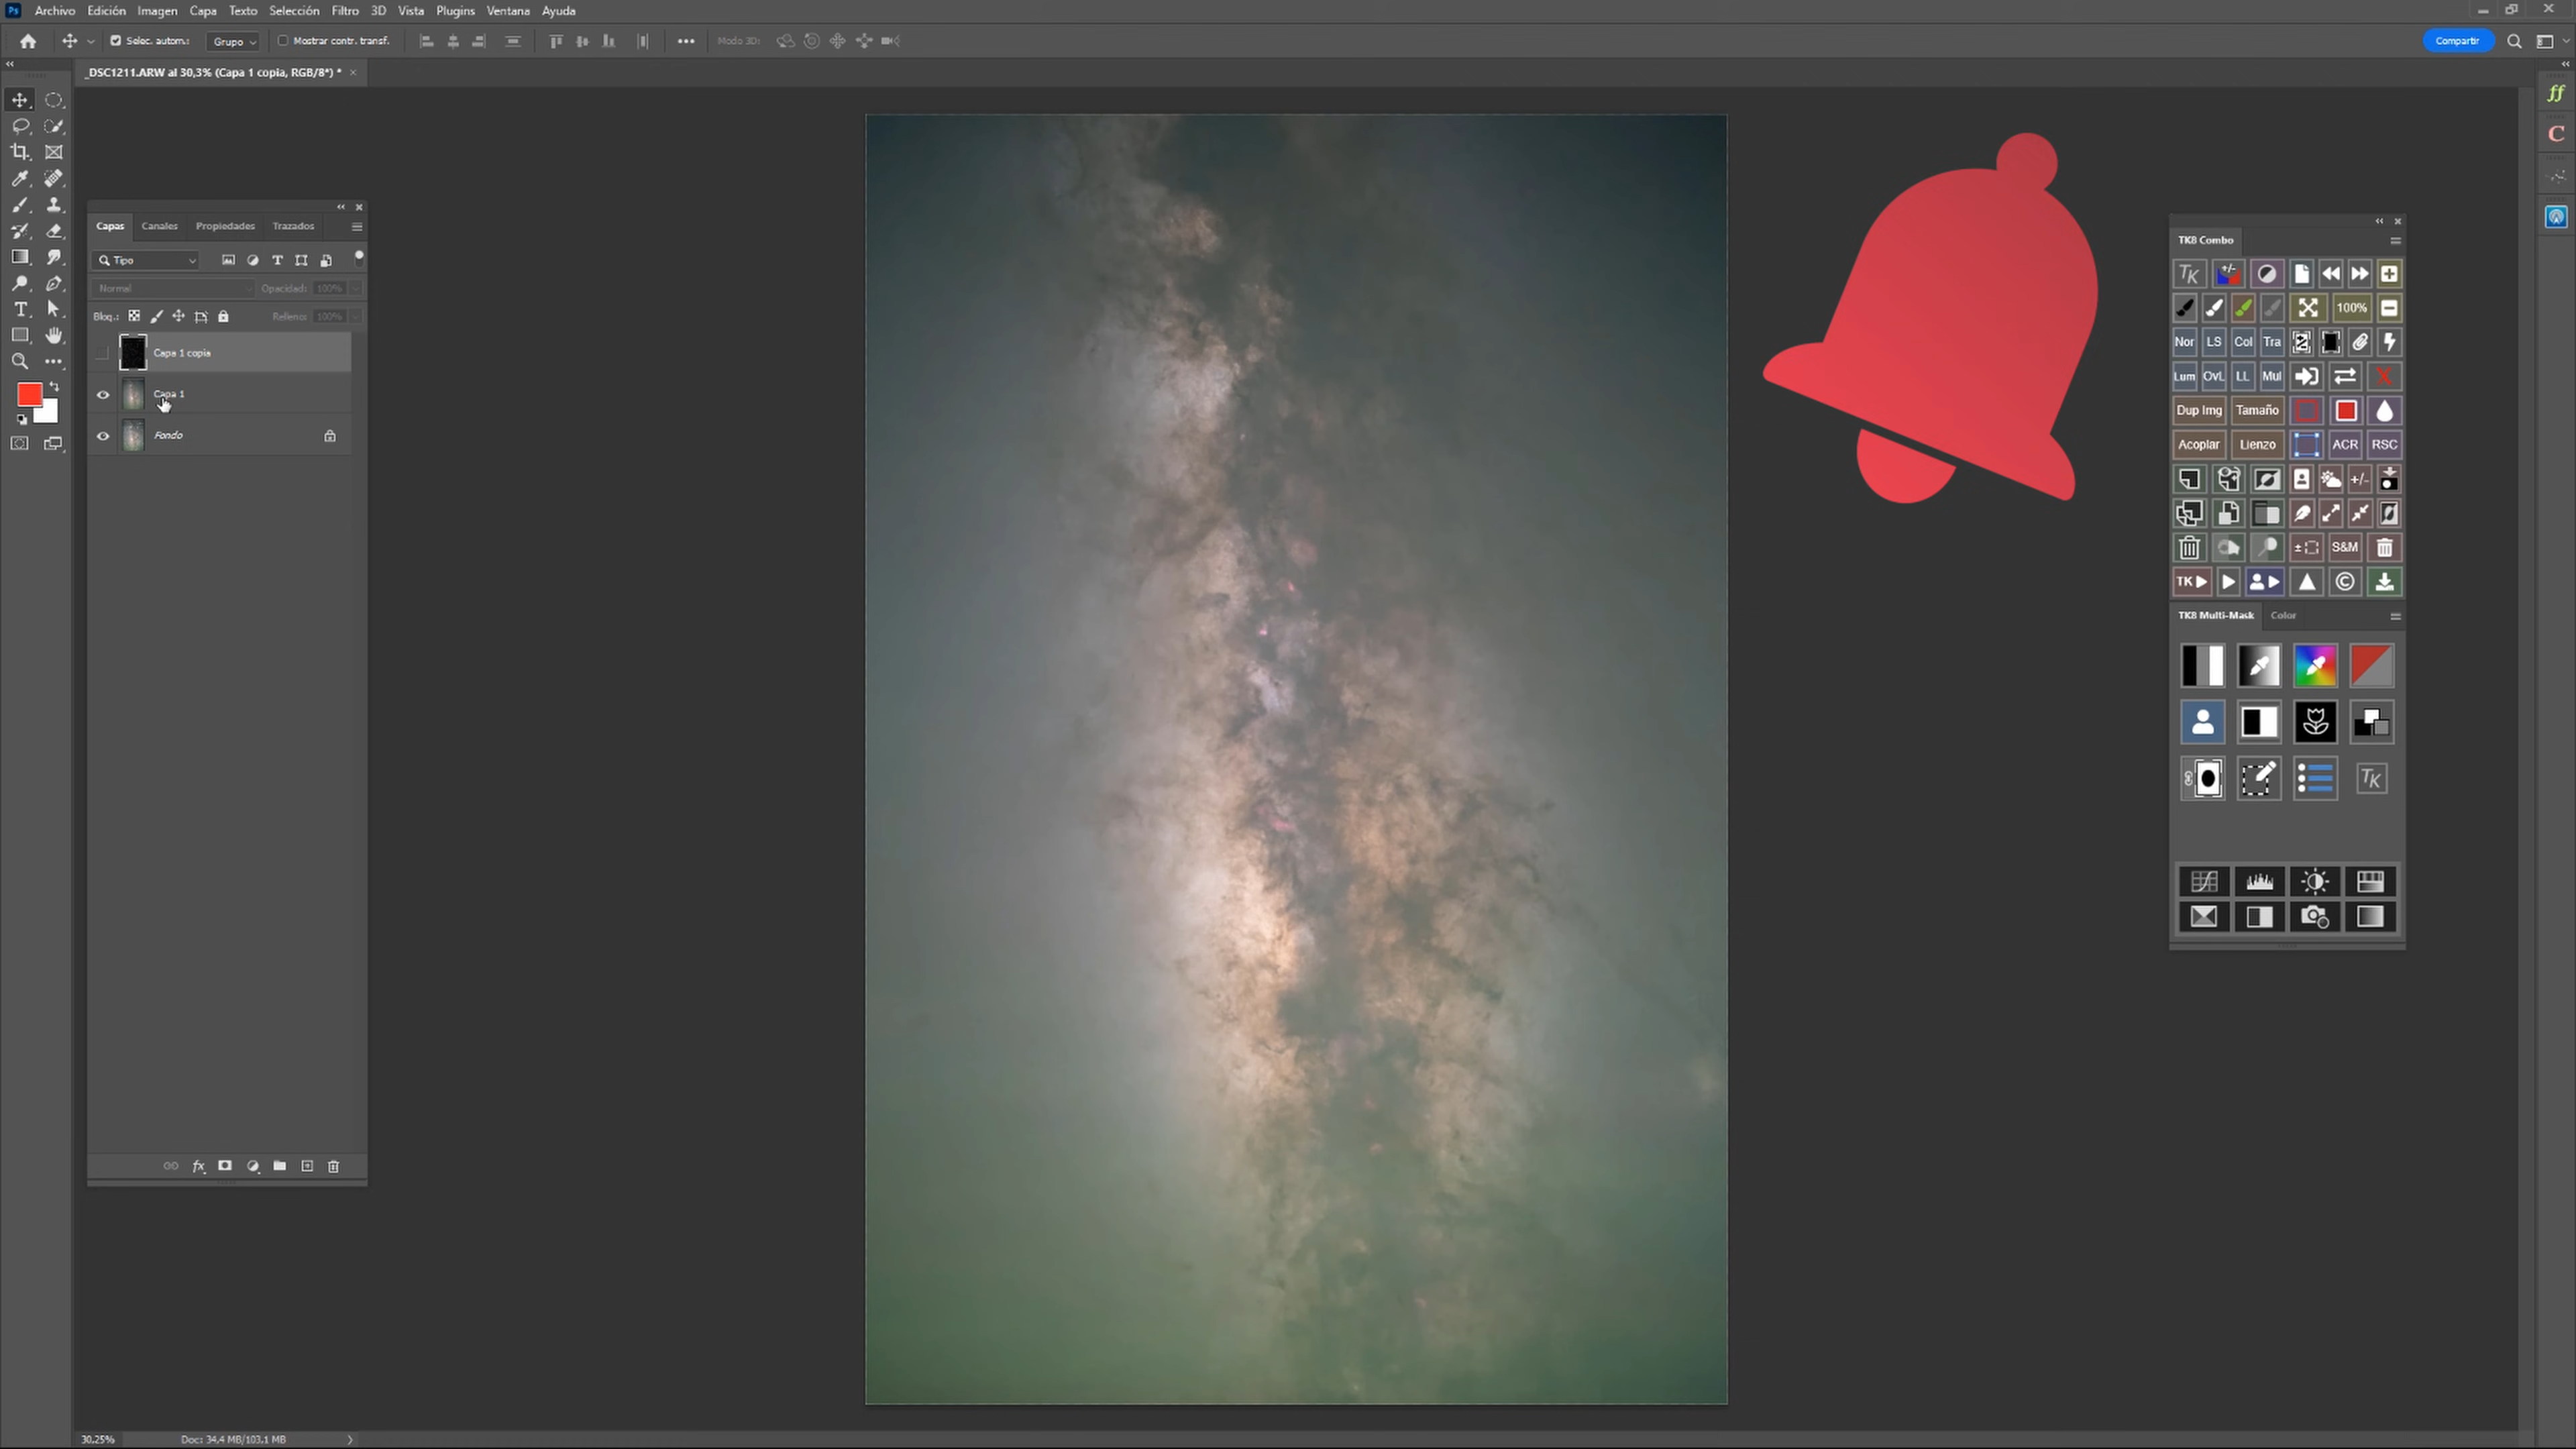 Ps Archivo Edición Imagen Capa Texto Selección Filtro 3D Vista Plugins Ventana Ayuda
Selec. autom.: Grupo Mostrar contr. transf. Modo 3D: Compartir
_DSC1211.ARW al 30,3% (Capa 1 copia, RGB/8*) *
Capas Canales Propiedades Trazados
Tipo
Normal Opacidad: 100%
Bloq.: Relleno: 100%
Capa 1 copia
Capa 1
Fondo
30,25% Doc: 34,4 MB/103,1 MB
TK8 Combo
TK +/-
100%
Nor LS Col Tra
Lum OvL LL Mul X
Dup Img Tamaño
Acoplar Lienzo ACR RSC
+/-
S&M
TK
TK8 Multi-Mask Color
TK
ff
C